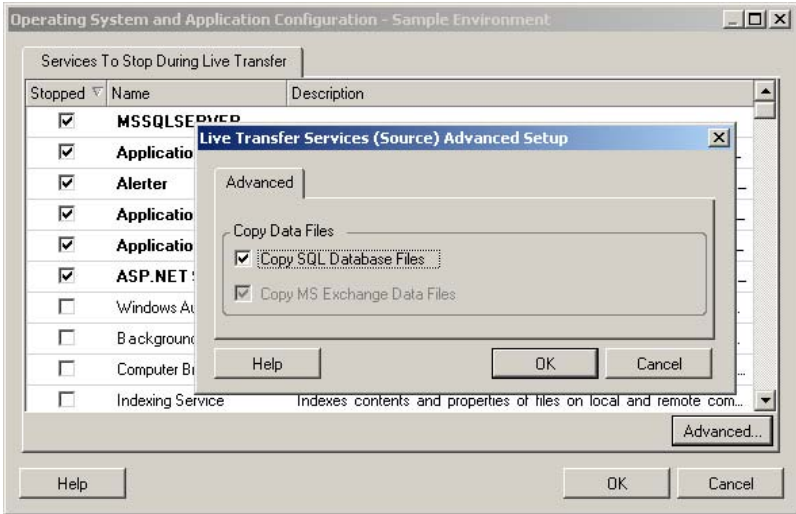 Operating System and Application Configuration - Sample Environment
Services To Stop During Live Transfer
Stopped Name Description
MSSQLSERVER
Live Transfer Services (Source) Advanced Setup
Applicatio
Alerter
Advanced
Applicatio
Copy Data Files
Applicatio
Copy SQL Database Files
ASP.NET
Copy MS Exchange Data Files
Windows Au
Background
Help OK Cancel
Computer Br
Indexing Service Indexes contents and properties of files on local and remote com...
Advanced...
Help OK Cancel